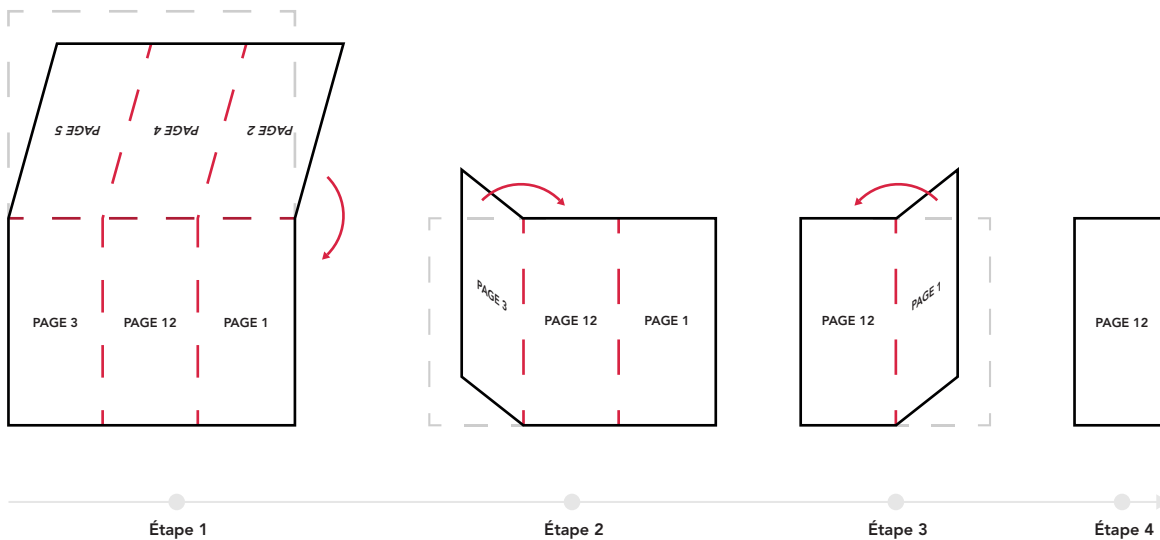 PAGE 5 PAGE 4 PAGE 2
PAGE 3 PAGE 12 PAGE 1
PAGE 3 PAGE 12 PAGE 1
PAGE 12 PAGE 1
PAGE 12
Étape 1 Étape 2 Étape 3 Étape 4